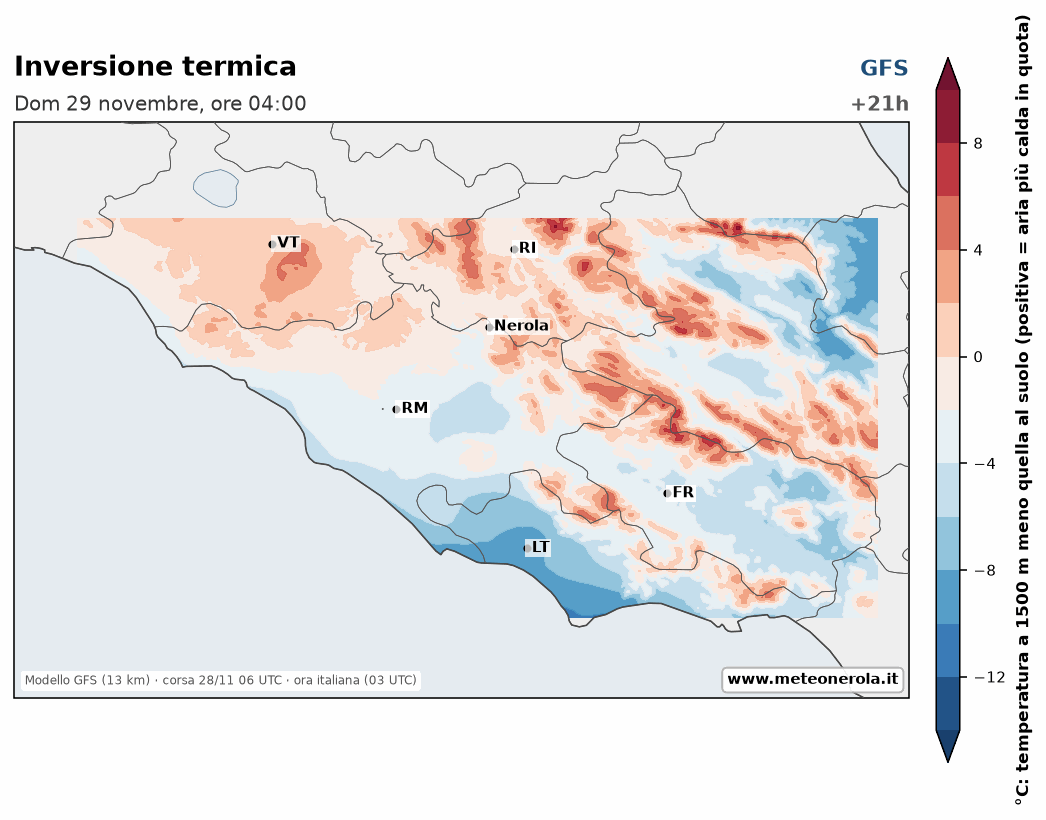 Inversione termica
GFS
Dom 29 novembre, ore 04:00
+21h
VT
RI
Nerola
RM
FR
LT
Modello GFS (13 km) · corsa 28/11 06 UTC · ora italiana (03 UTC)
www.meteonerola.it
8
4
0
−4
−8
−12
°C: temperatura a 1500 m meno quella al suolo (positiva = aria più calda in quota)